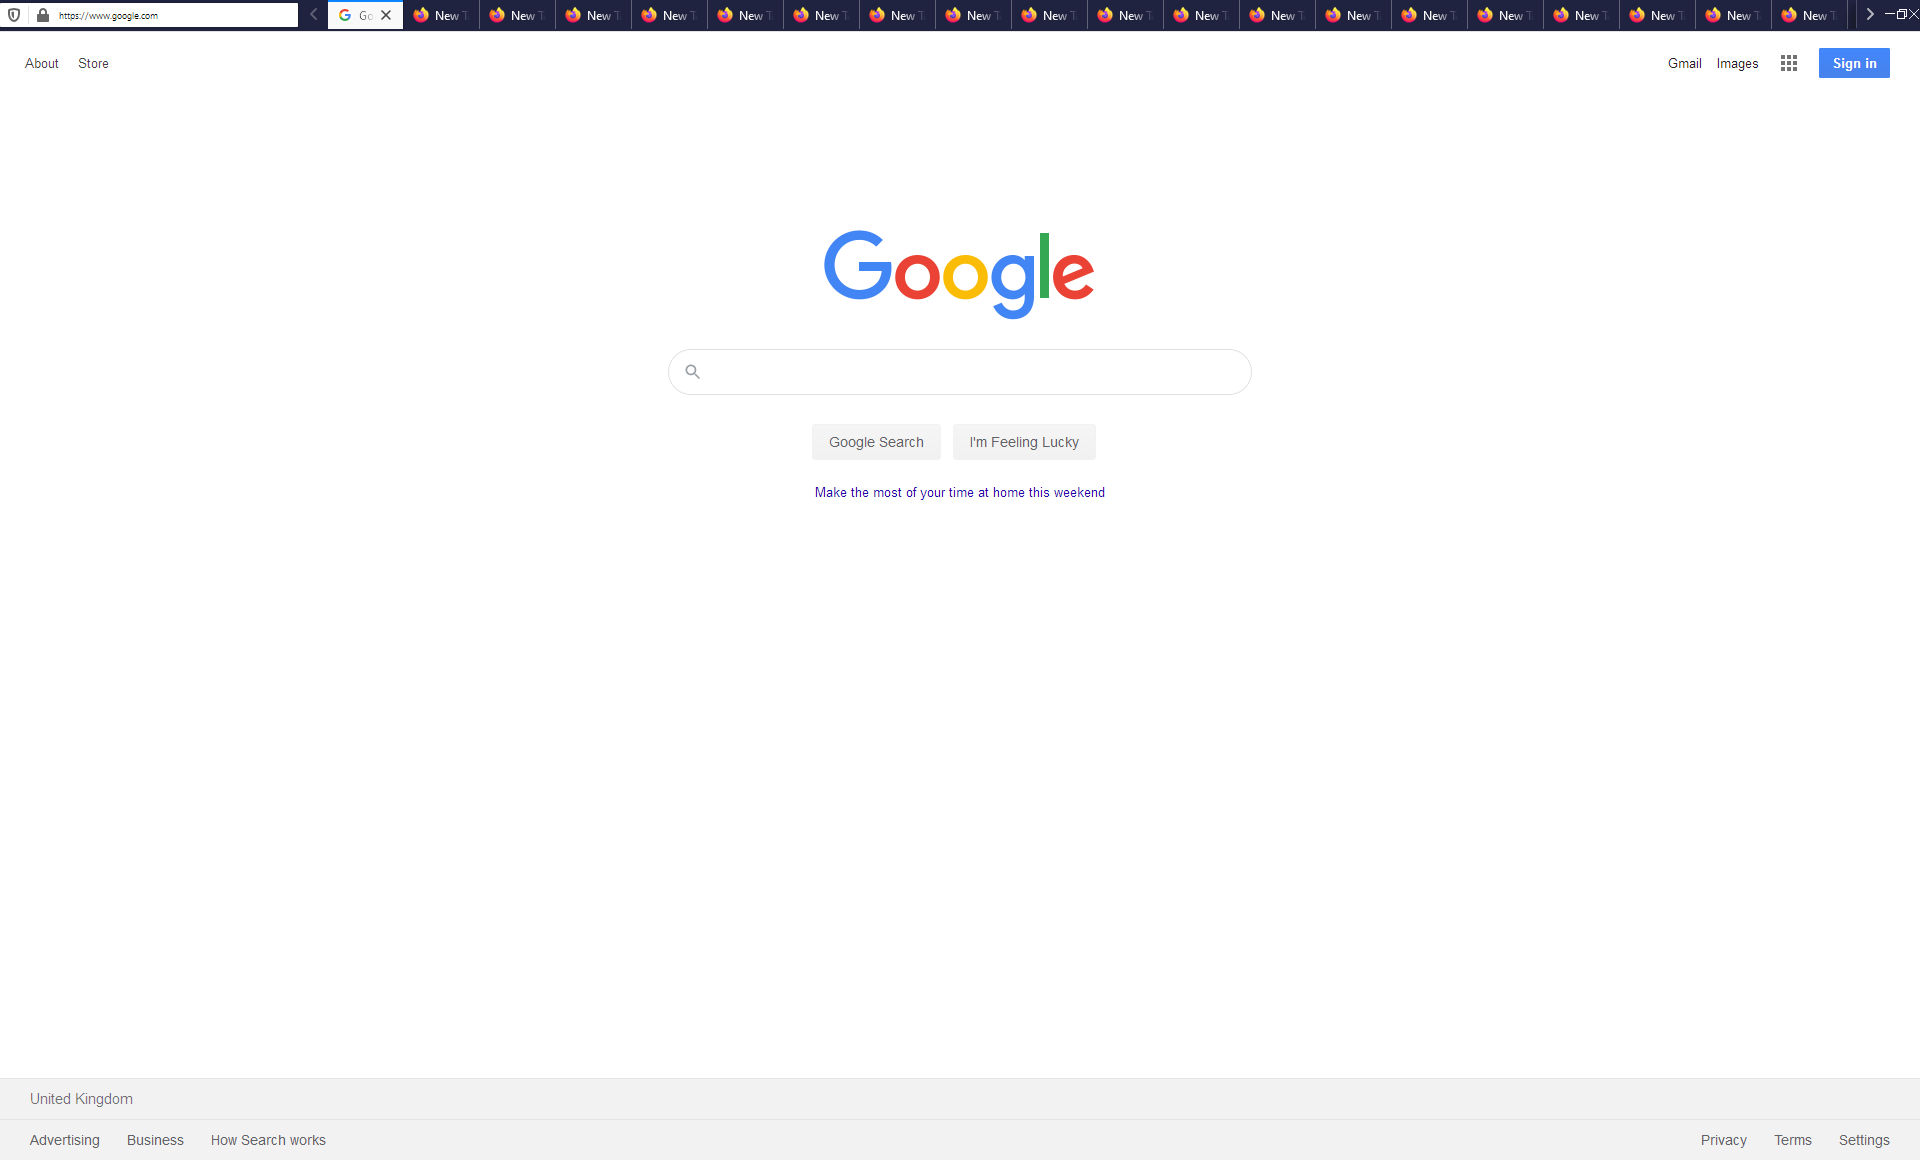 https://www.google.com Go New T New T New T New T New T New T New T New T New T New T New T New T New T New T New T New T New T New T New T
About Store Gmail Images Sign in
Google
Google Search I'm Feeling Lucky
Make the most of your time at home this weekend
United Kingdom
Advertising Business How Search works Privacy Terms Settings